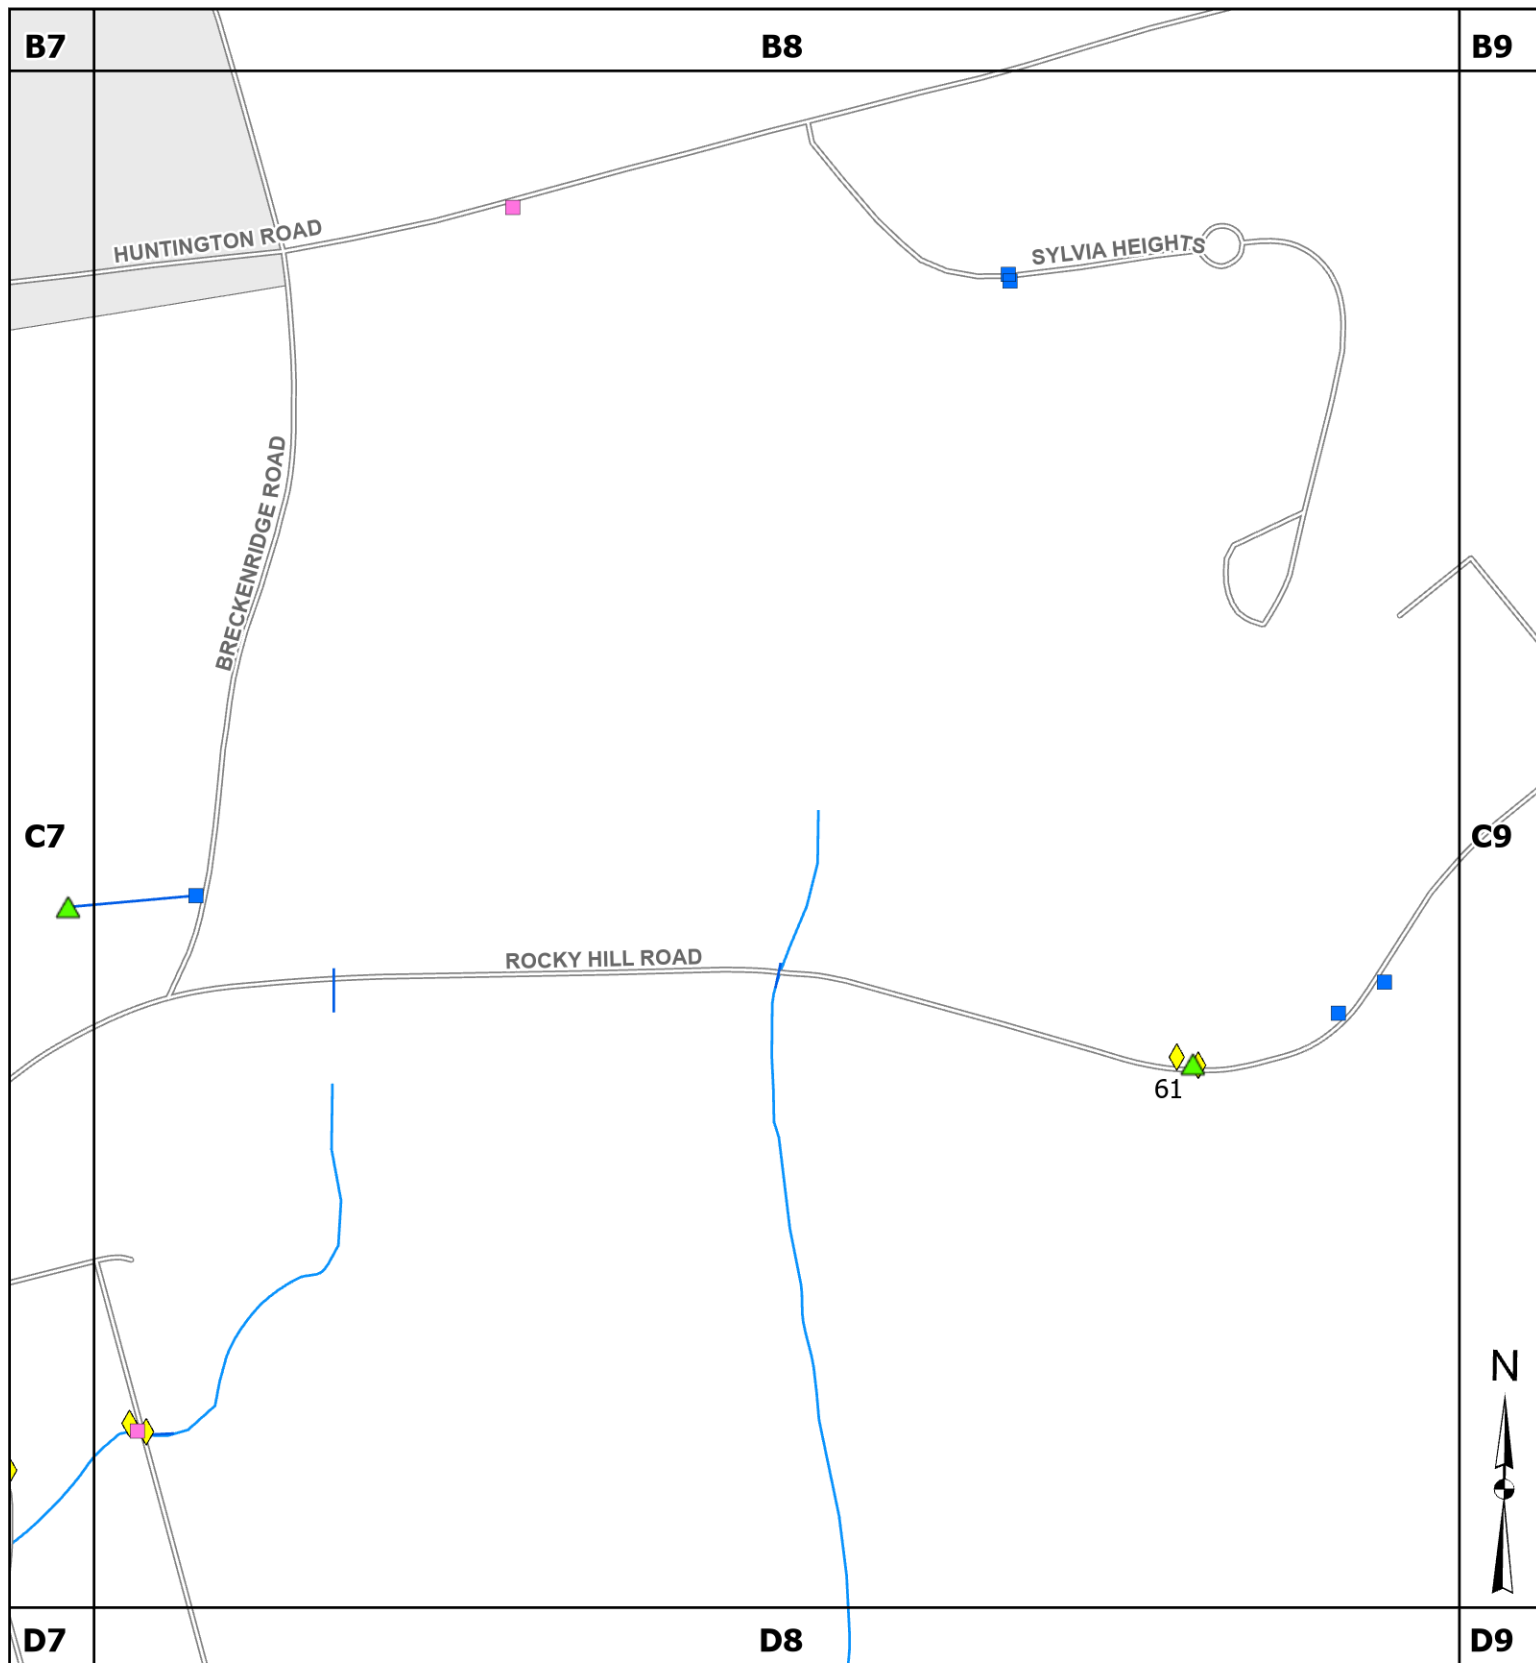 B7
B8
B9
HUNTINGTON ROAD
SYLVIA HEIGHTS
BRECKENRIDGE ROAD
C7
C9
ROCKY HILL ROAD
61
N
D7
D8
D9